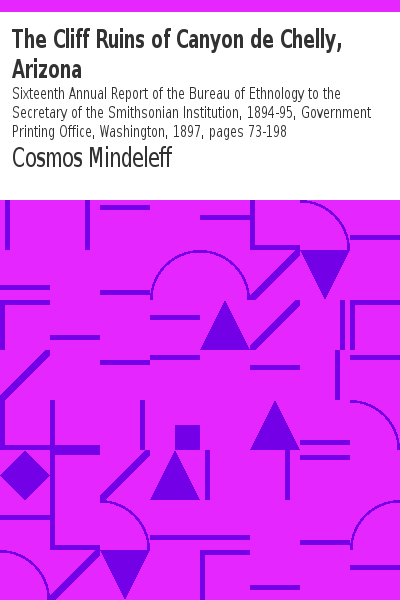 The Cliff Ruins of Canyon de Chelly,
Arizona
Sixteenth Annual Report of the Bureau of Ethnology to the
Secretary of the Smithsonian Institution, 1894-95, Government
Printing Office, Washington, 1897, pages 73-198
Cosmos Mindeleff